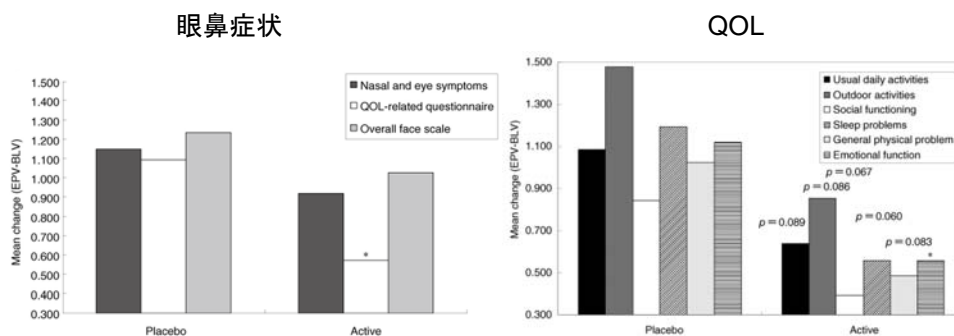 眼鼻症状
1.500
1.400
1.300
1.200
1.100
1.000
0.900
0.800
0.700
0.600
0.500
0.400
0.300
Mean change (EPV-BLV)
Nasal and eye symptoms
QOL-related questionnaire
Overall face scale
*
Placebo
Active
QOL
1.500
1.300
1.100
0.900
0.700
0.500
0.300
Mean change (EPV-BLV)
Usual daily activities
Outdoor activities
Social functioning
Sleep problems
General physical problem
Emotional function
p = 0.067
p = 0.086
p = 0.089
p = 0.060
p = 0.083
*
Placebo
Active